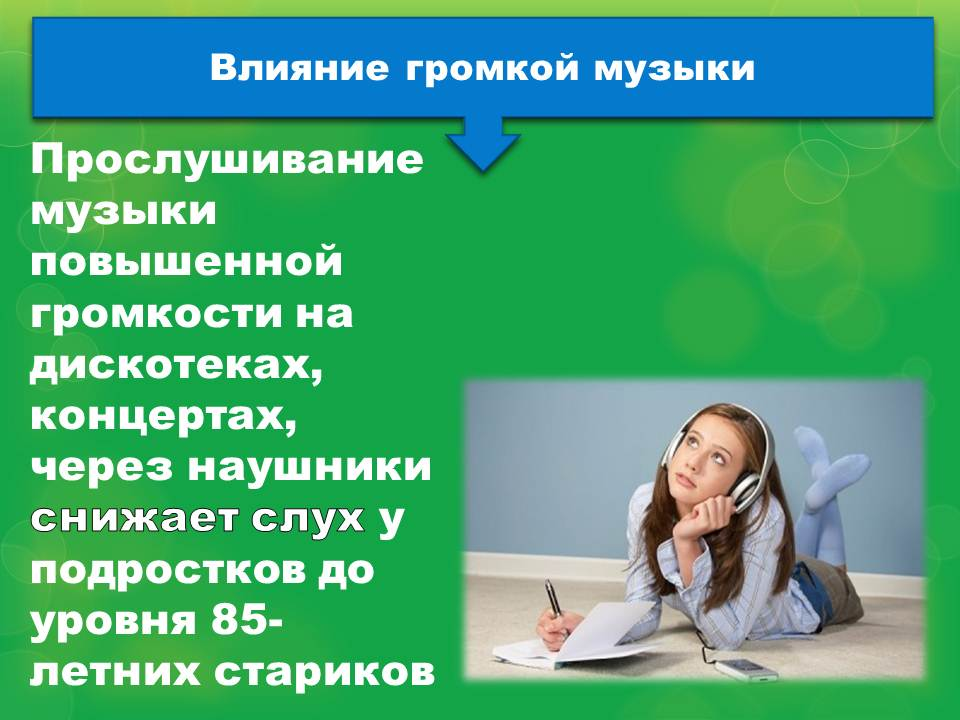 Влияние громкой музыки
Прослушивание
музыки
повышенной
громкости на
дискотеках,
концертах,
через наушники
снижает слух у
подростков до
уровня 85-
летних стариков